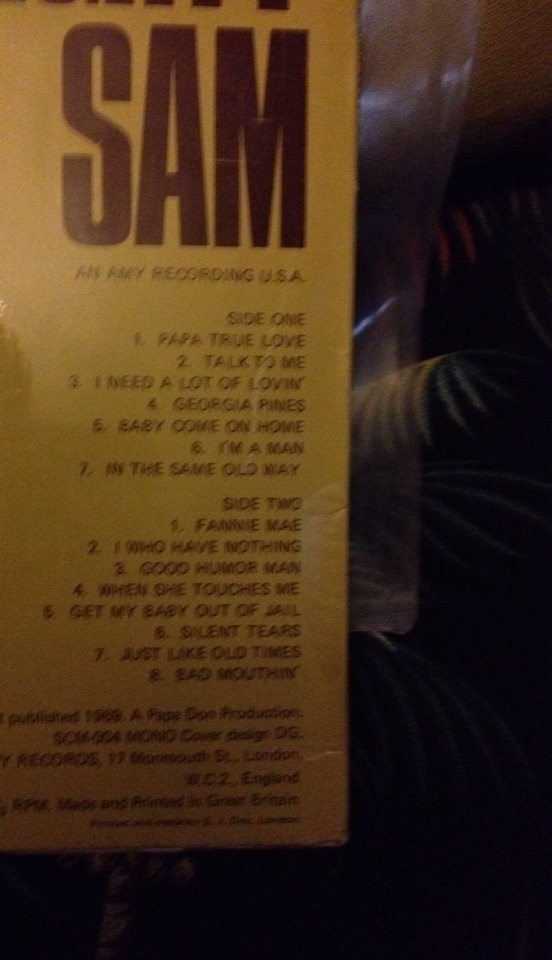 SAM
AN AMY RECORDING U.S.A.
SIDE ONE
1. PAPA TRUE LOVE
2. TALK TO ME
3. I NEED A LOT OF LOVIN'
4. GEORGIA PINES
5. BABY COME ON HOME
6. I'M A MAN
7. IN THE SAME OLD WAY
SIDE TWO
1. FANNIE MAE
2. I WHO HAVE NOTHING
3. GOOD HUMOR MAN
4. WHEN SHE TOUCHES ME
5. GET MY BABY OUT OF JAIL
6. SILENT TEARS
7. JUST LIKE OLD TIMES
8. BAD MOUTHIN'
published 1969. A Papa Don Production.
SCM-004 MONO Cover design DG.
RECORDS, 17 Monmouth St., London,
W.C.2., England
RPM. Made and Printed in Great Britain